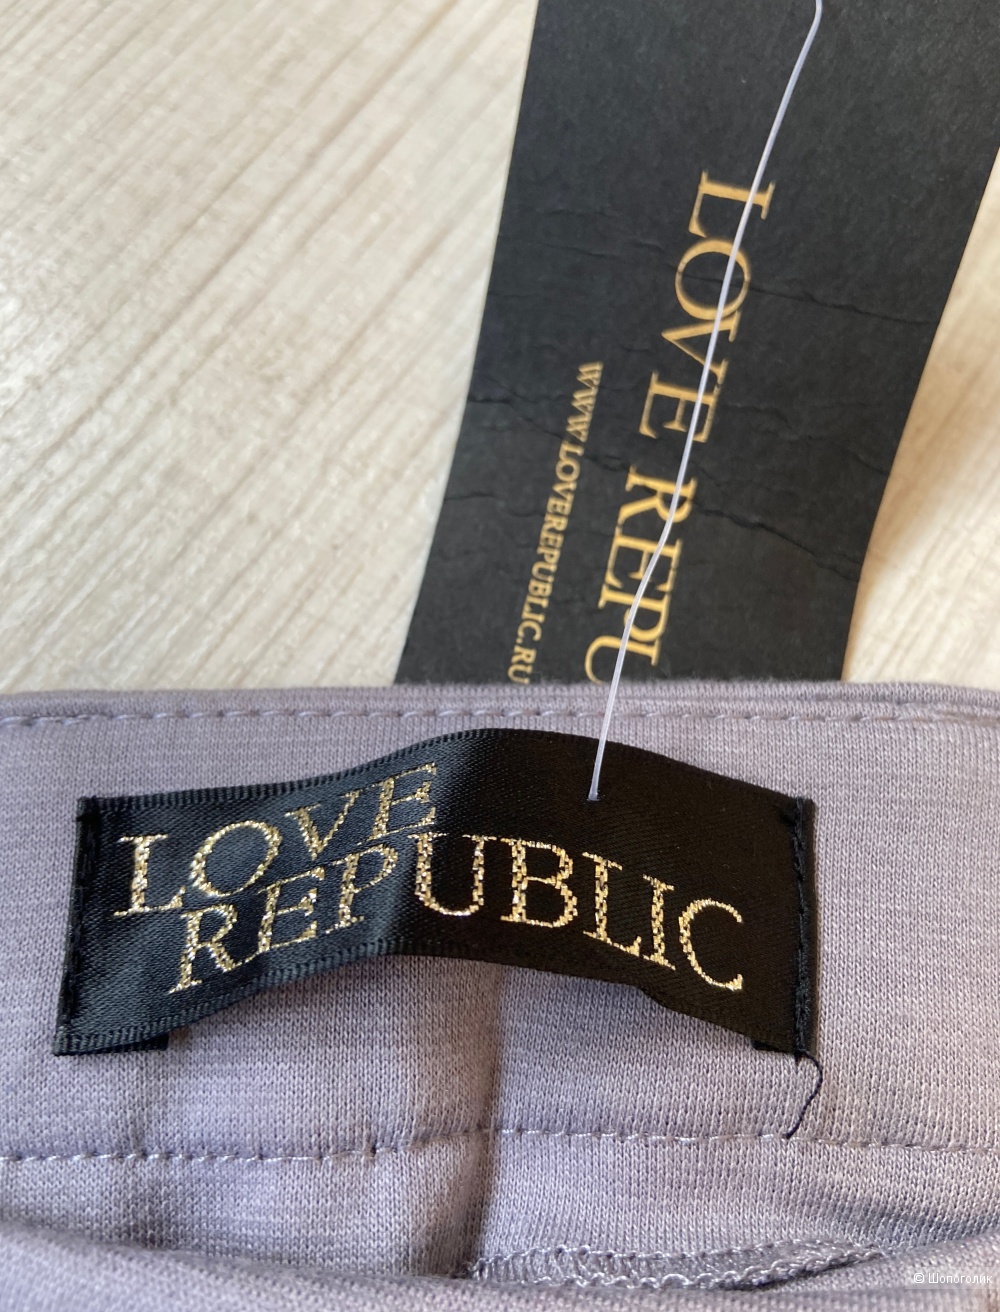 LOVE REPU
WWW.LOVEREPUBLIC.RU
LOVE
REPUBLIC
© Шопоголик